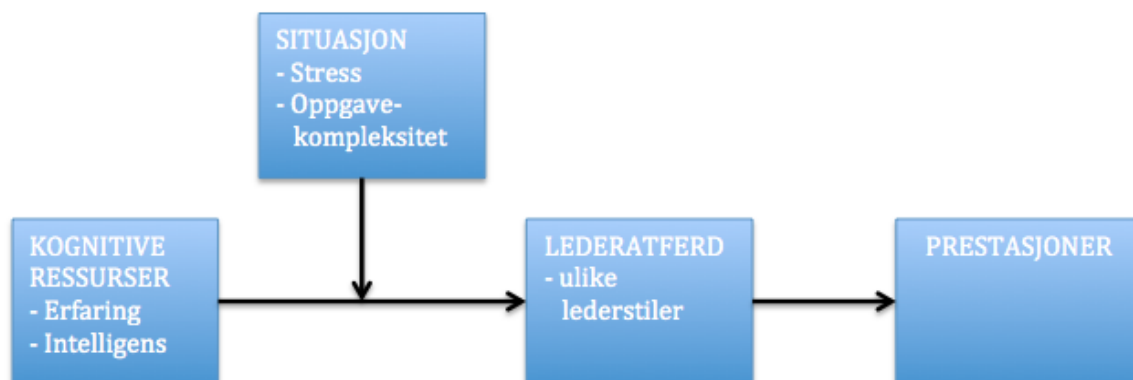 SITUASJON
- Stress
- Oppgave-
kompleksitet
KOGNITIVE
RESSURSER
- Erfaring
- Intelligens
LEDERATFERD
- ulike
lederstiler
PRESTASJONER